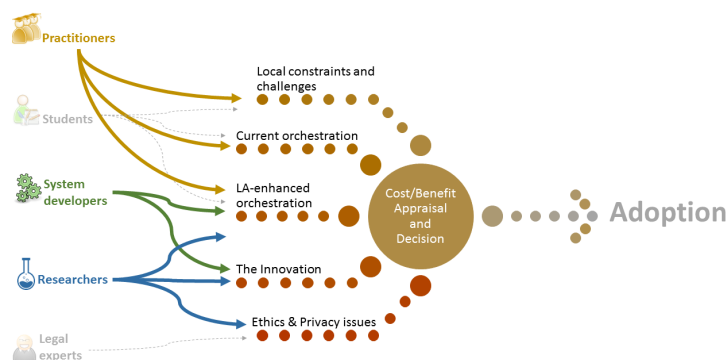 Practitioners
Students
System
developers
Researchers
Legal
experts
Local constraints and
challenges
Current orchestration
LA-enhanced
orchestration
The Innovation
Ethics & Privacy issues
Cost/Benefit
Appraisal
and
Decision
Adoption